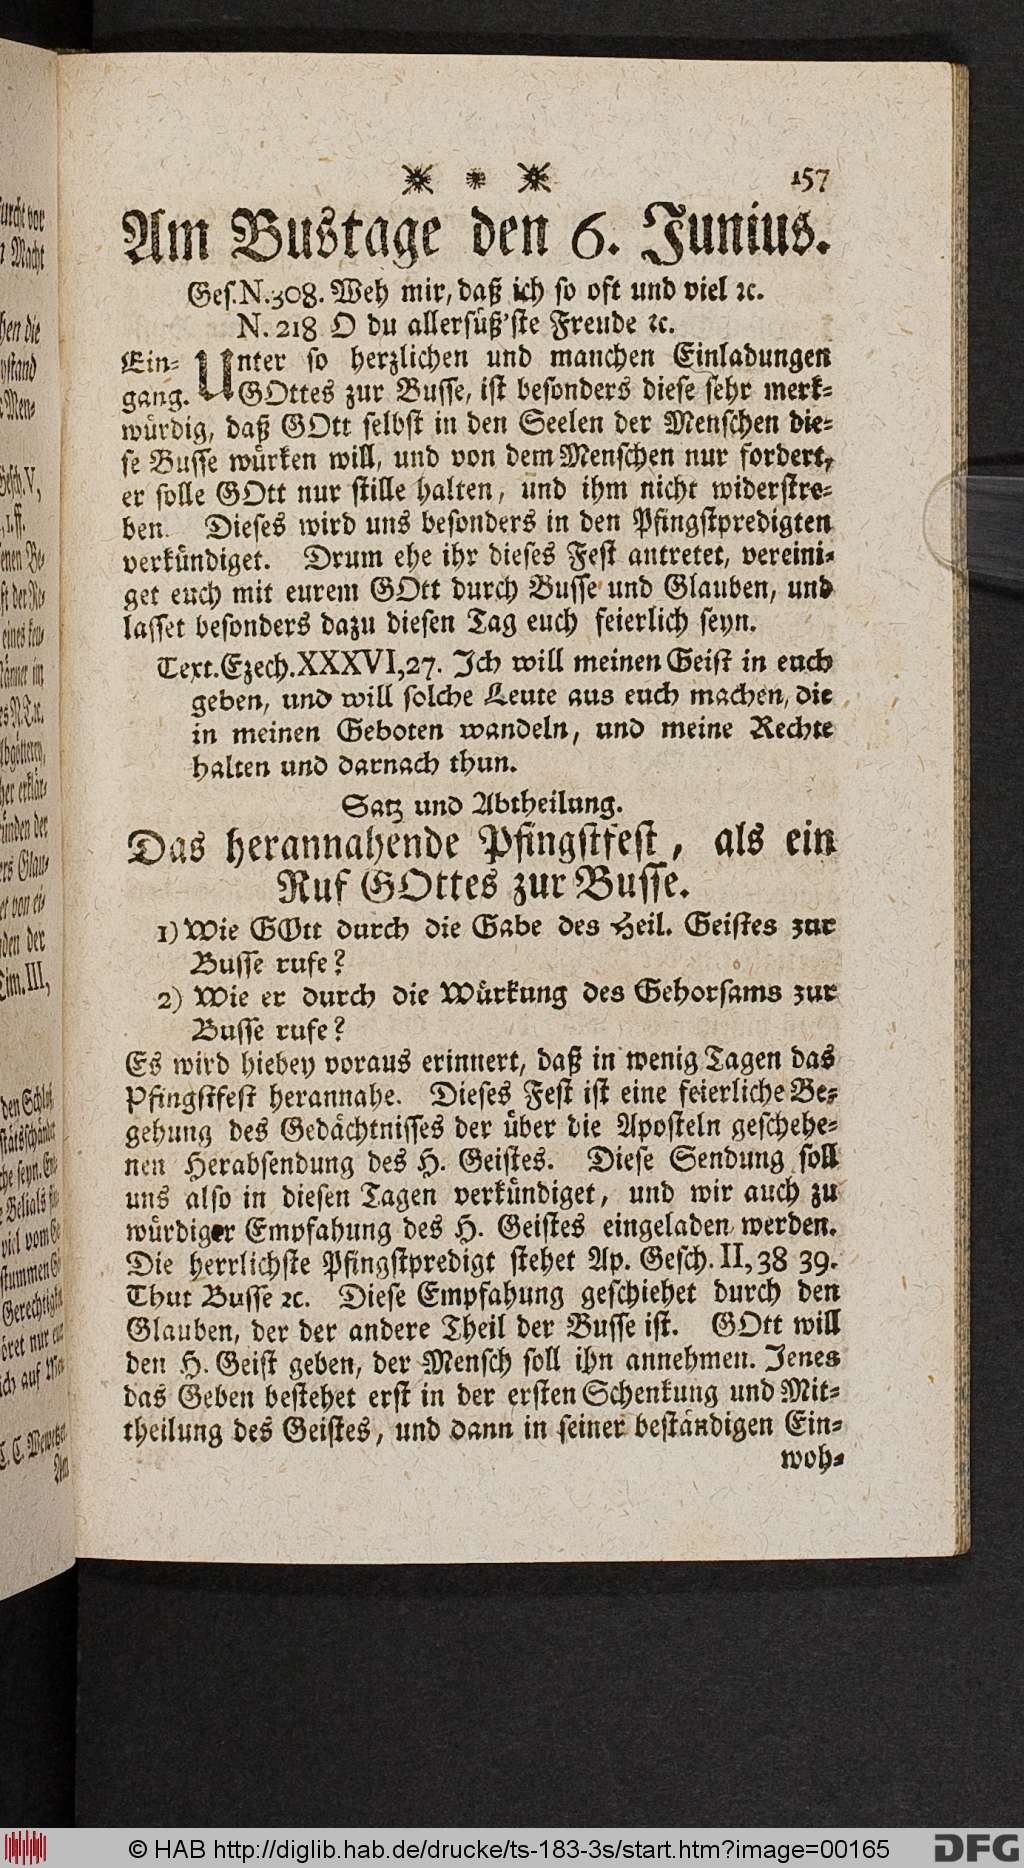 157
Am Bustage den 6. Junius.
Ges. N. 308. Weh mir, daß ich so oft und viel ꝛc.
N. 218 O du allersüß'ste Freude ꝛc.
Ein- Unter so herzlichen und manchen Einladungen
gang. GOttes zur Busse, ist besonders diese sehr merk-
würdig, daß GOtt selbst in den Seelen der Menschen die-
se Busse würken will, und von dem Menschen nur fordert,
er solle GOtt nur stille halten, und ihm nicht widerstre-
ben. Dieses wird uns besonders in den Pfingstpredigten
verkündiget. Drum ehe ihr dieses Fest antretet, vereini-
get euch mit eurem GOtt durch Busse und Glauben, und
lasset besonders dazu diesen Tag euch feierlich seyn.
Text. Ezech. XXXVI, 27. Ich will meinen Geist in euch
geben, und will solche Leute aus euch machen, die
in meinen Geboten wandeln, und meine Rechte
halten und darnach thun.
Satz und Abtheilung.
Das herannahende Pfingstfest, als ein
Ruf GOttes zur Busse.
1) Wie GOtt durch die Gabe des Heil. Geistes zur
Busse rufe?
2) Wie er durch die Würkung des Gehorsams zur
Busse rufe?
Es wird hiebey voraus erinnert, daß in wenig Tagen das
Pfingstfest herannahe. Dieses Fest ist eine feierliche Be-
gehung des Gedächtnisses der über die Aposteln geschehe-
nen Herabsendung des H. Geistes. Diese Sendung soll
uns also in diesen Tagen verkündiget, und wir auch zu
würdiger Empfahung des H. Geistes eingeladen werden.
Die herrlichste Pfingstpredigt stehet Ap. Gesch. II, 38 39.
Thut Busse ꝛc. Diese Empfahung geschiehet durch den
Glauben, der der andere Theil der Busse ist. GOtt will
den H. Geist geben, der Mensch soll ihn annehmen. Jenes
das Geben bestehet erst in der ersten Schenkung und Mit-
theilung des Geistes, und dann in seiner beständigen Ein-
woh-
© HAB http://diglib.hab.de/drucke/ts-183-3s/start.htm?image=00165
DFG